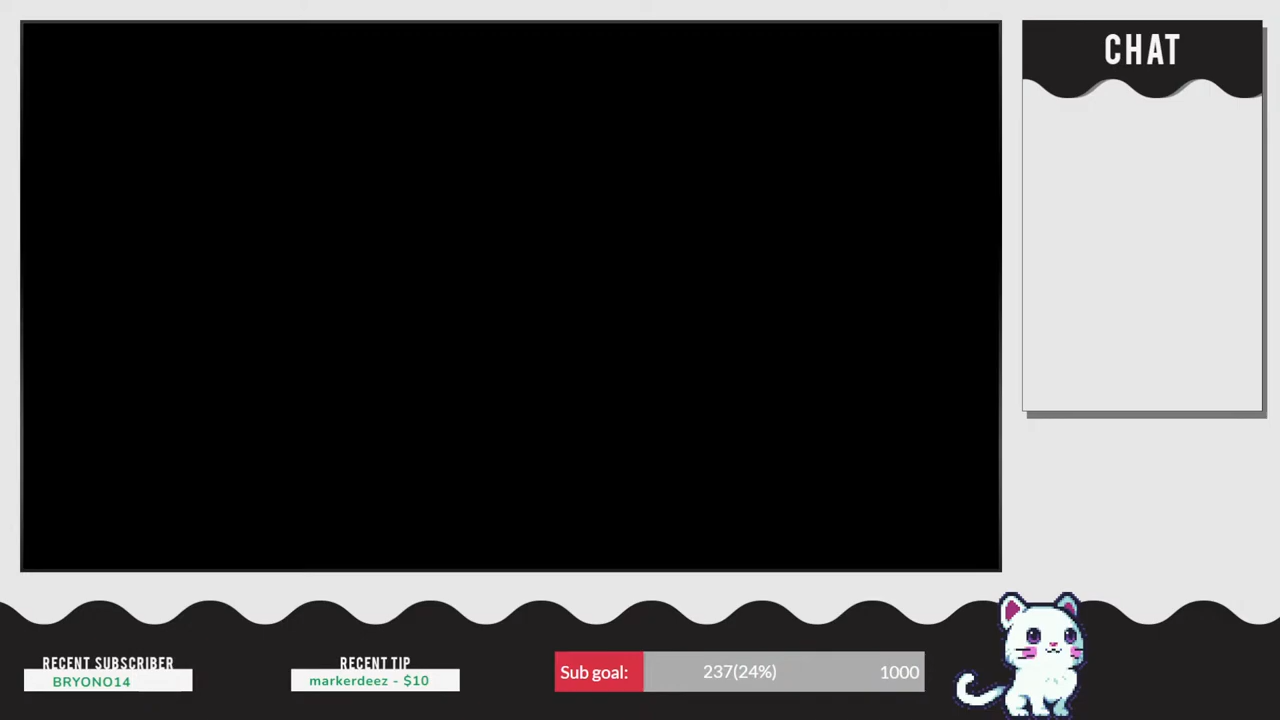 CHAT
RECENT SUBSCRIBER
BRYONO14
RECENT TIP
markerdeez - $10
Sub goal: 237(24%) 1000